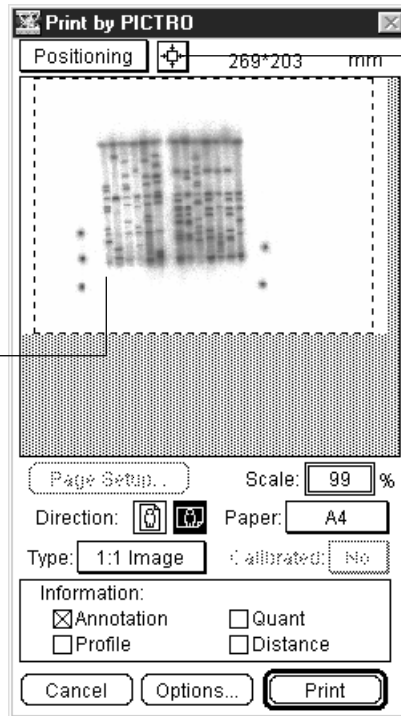 Print by PICTRO
Positioning 269*203 mm
Page Setup... Scale: 99 %
Direction: Paper: A4
Type: 1:1 Image Calibrated: No
Information:
Annotation Quant
Profile Distance
Cancel Options... Print